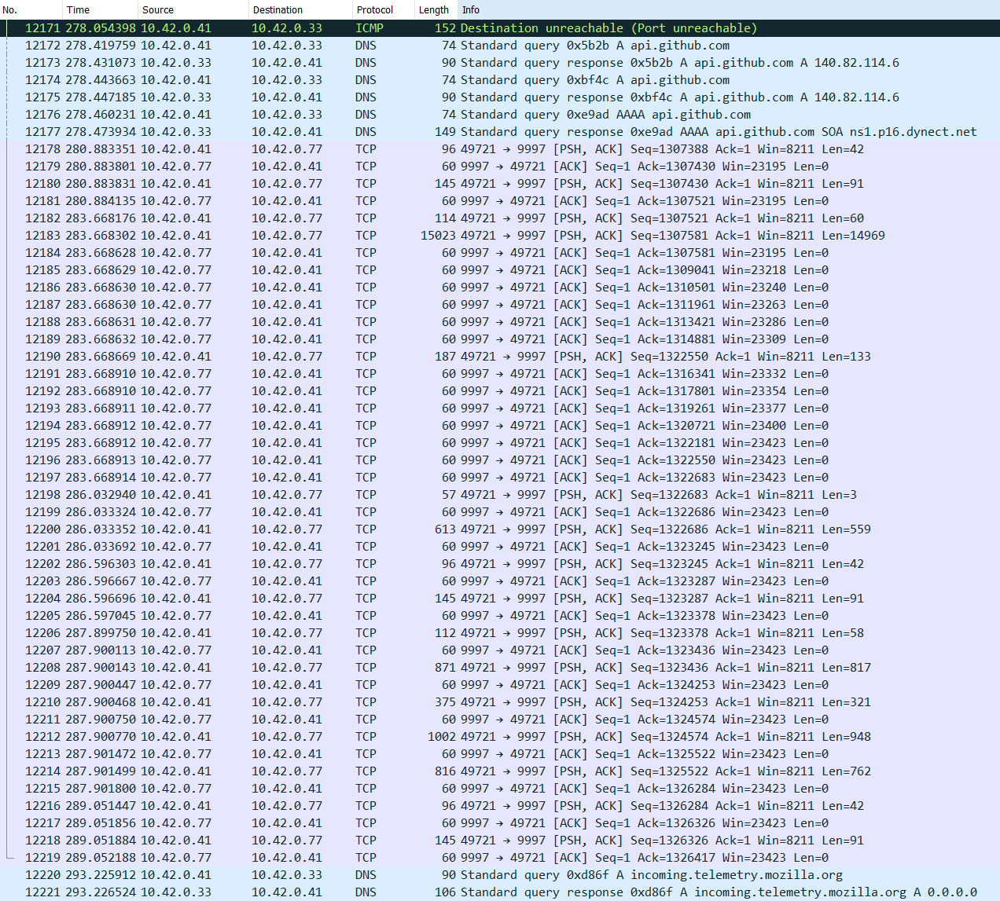 No. Time Source Destination Protocol Length Info
12171 278.054398 10.42.0.41 10.42.0.33 ICMP 152 Destination unreachable (Port unreachable)
12172 278.419759 10.42.0.41 10.42.0.33 DNS 74 Standard query 0x5b2b A api.github.com
12173 278.431073 10.42.0.33 10.42.0.41 DNS 90 Standard query response 0x5b2b A api.github.com A 140.82.114.6
12174 278.443663 10.42.0.41 10.42.0.33 DNS 74 Standard query 0xbf4c A api.github.com
12175 278.447185 10.42.0.33 10.42.0.41 DNS 90 Standard query response 0xbf4c A api.github.com A 140.82.114.6
12176 278.460231 10.42.0.41 10.42.0.33 DNS 74 Standard query 0xe9ad AAAA api.github.com
12177 278.473934 10.42.0.33 10.42.0.41 DNS 149 Standard query response 0xe9ad AAAA api.github.com SOA ns1.p16.dynect.net
12178 280.883351 10.42.0.41 10.42.0.77 TCP 96 49721 → 9997 [PSH, ACK] Seq=1307388 Ack=1 Win=8211 Len=42
12179 280.883801 10.42.0.77 10.42.0.41 TCP 60 9997 → 49721 [ACK] Seq=1 Ack=1307430 Win=23195 Len=0
12180 280.883831 10.42.0.41 10.42.0.77 TCP 145 49721 → 9997 [PSH, ACK] Seq=1307430 Ack=1 Win=8211 Len=91
12181 280.884135 10.42.0.77 10.42.0.41 TCP 60 9997 → 49721 [ACK] Seq=1 Ack=1307521 Win=23195 Len=0
12182 283.668176 10.42.0.41 10.42.0.77 TCP 114 49721 → 9997 [PSH, ACK] Seq=1307521 Ack=1 Win=8211 Len=60
12183 283.668302 10.42.0.41 10.42.0.77 TCP 15023 49721 → 9997 [PSH, ACK] Seq=1307581 Ack=1 Win=8211 Len=14969
12184 283.668628 10.42.0.77 10.42.0.41 TCP 60 9997 → 49721 [ACK] Seq=1 Ack=1307581 Win=23195 Len=0
12185 283.668629 10.42.0.77 10.42.0.41 TCP 60 9997 → 49721 [ACK] Seq=1 Ack=1309041 Win=23218 Len=0
12186 283.668630 10.42.0.77 10.42.0.41 TCP 60 9997 → 49721 [ACK] Seq=1 Ack=1310501 Win=23240 Len=0
12187 283.668630 10.42.0.77 10.42.0.41 TCP 60 9997 → 49721 [ACK] Seq=1 Ack=1311961 Win=23263 Len=0
12188 283.668631 10.42.0.77 10.42.0.41 TCP 60 9997 → 49721 [ACK] Seq=1 Ack=1313421 Win=23286 Len=0
12189 283.668632 10.42.0.77 10.42.0.41 TCP 60 9997 → 49721 [ACK] Seq=1 Ack=1314881 Win=23309 Len=0
12190 283.668669 10.42.0.41 10.42.0.77 TCP 187 49721 → 9997 [PSH, ACK] Seq=1322550 Ack=1 Win=8211 Len=133
12191 283.668910 10.42.0.77 10.42.0.41 TCP 60 9997 → 49721 [ACK] Seq=1 Ack=1316341 Win=23332 Len=0
12192 283.668910 10.42.0.77 10.42.0.41 TCP 60 9997 → 49721 [ACK] Seq=1 Ack=1317801 Win=23354 Len=0
12193 283.668911 10.42.0.77 10.42.0.41 TCP 60 9997 → 49721 [ACK] Seq=1 Ack=1319261 Win=23377 Len=0
12194 283.668912 10.42.0.77 10.42.0.41 TCP 60 9997 → 49721 [ACK] Seq=1 Ack=1320721 Win=23400 Len=0
12195 283.668912 10.42.0.77 10.42.0.41 TCP 60 9997 → 49721 [ACK] Seq=1 Ack=1322181 Win=23423 Len=0
12196 283.668913 10.42.0.77 10.42.0.41 TCP 60 9997 → 49721 [ACK] Seq=1 Ack=1322550 Win=23423 Len=0
12197 283.668914 10.42.0.77 10.42.0.41 TCP 60 9997 → 49721 [ACK] Seq=1 Ack=1322683 Win=23423 Len=0
12198 286.032940 10.42.0.41 10.42.0.77 TCP 57 49721 → 9997 [PSH, ACK] Seq=1322683 Ack=1 Win=8211 Len=3
12199 286.033324 10.42.0.77 10.42.0.41 TCP 60 9997 → 49721 [ACK] Seq=1 Ack=1322686 Win=23423 Len=0
12200 286.033352 10.42.0.41 10.42.0.77 TCP 613 49721 → 9997 [PSH, ACK] Seq=1322686 Ack=1 Win=8211 Len=559
12201 286.033692 10.42.0.77 10.42.0.41 TCP 60 9997 → 49721 [ACK] Seq=1 Ack=1323245 Win=23423 Len=0
12202 286.596303 10.42.0.41 10.42.0.77 TCP 96 49721 → 9997 [PSH, ACK] Seq=1323245 Ack=1 Win=8211 Len=42
12203 286.596667 10.42.0.77 10.42.0.41 TCP 60 9997 → 49721 [ACK] Seq=1 Ack=1323287 Win=23423 Len=0
12204 286.596696 10.42.0.41 10.42.0.77 TCP 145 49721 → 9997 [PSH, ACK] Seq=1323287 Ack=1 Win=8211 Len=91
12205 286.597045 10.42.0.77 10.42.0.41 TCP 60 9997 → 49721 [ACK] Seq=1 Ack=1323378 Win=23423 Len=0
12206 287.899750 10.42.0.41 10.42.0.77 TCP 112 49721 → 9997 [PSH, ACK] Seq=1323378 Ack=1 Win=8211 Len=58
12207 287.900113 10.42.0.77 10.42.0.41 TCP 60 9997 → 49721 [ACK] Seq=1 Ack=1323436 Win=23423 Len=0
12208 287.900143 10.42.0.41 10.42.0.77 TCP 871 49721 → 9997 [PSH, ACK] Seq=1323436 Ack=1 Win=8211 Len=817
12209 287.900447 10.42.0.77 10.42.0.41 TCP 60 9997 → 49721 [ACK] Seq=1 Ack=1324253 Win=23423 Len=0
12210 287.900468 10.42.0.41 10.42.0.77 TCP 375 49721 → 9997 [PSH, ACK] Seq=1324253 Ack=1 Win=8211 Len=321
12211 287.900750 10.42.0.77 10.42.0.41 TCP 60 9997 → 49721 [ACK] Seq=1 Ack=1324574 Win=23423 Len=0
12212 287.900770 10.42.0.41 10.42.0.77 TCP 1002 49721 → 9997 [PSH, ACK] Seq=1324574 Ack=1 Win=8211 Len=948
12213 287.901472 10.42.0.77 10.42.0.41 TCP 60 9997 → 49721 [ACK] Seq=1 Ack=1325522 Win=23423 Len=0
12214 287.901499 10.42.0.41 10.42.0.77 TCP 816 49721 → 9997 [PSH, ACK] Seq=1325522 Ack=1 Win=8211 Len=762
12215 287.901800 10.42.0.77 10.42.0.41 TCP 60 9997 → 49721 [ACK] Seq=1 Ack=1326284 Win=23423 Len=0
12216 289.051447 10.42.0.41 10.42.0.77 TCP 96 49721 → 9997 [PSH, ACK] Seq=1326284 Ack=1 Win=8211 Len=42
12217 289.051856 10.42.0.77 10.42.0.41 TCP 60 9997 → 49721 [ACK] Seq=1 Ack=1326326 Win=23423 Len=0
12218 289.051884 10.42.0.41 10.42.0.77 TCP 145 49721 → 9997 [PSH, ACK] Seq=1326326 Ack=1 Win=8211 Len=91
12219 289.052188 10.42.0.77 10.42.0.41 TCP 60 9997 → 49721 [ACK] Seq=1 Ack=1326417 Win=23423 Len=0
12220 293.225912 10.42.0.41 10.42.0.33 DNS 90 Standard query 0xd86f A incoming.telemetry.mozilla.org
12221 293.226524 10.42.0.33 10.42.0.41 DNS 106 Standard query response 0xd86f A incoming.telemetry.mozilla.org A 0.0.0.0